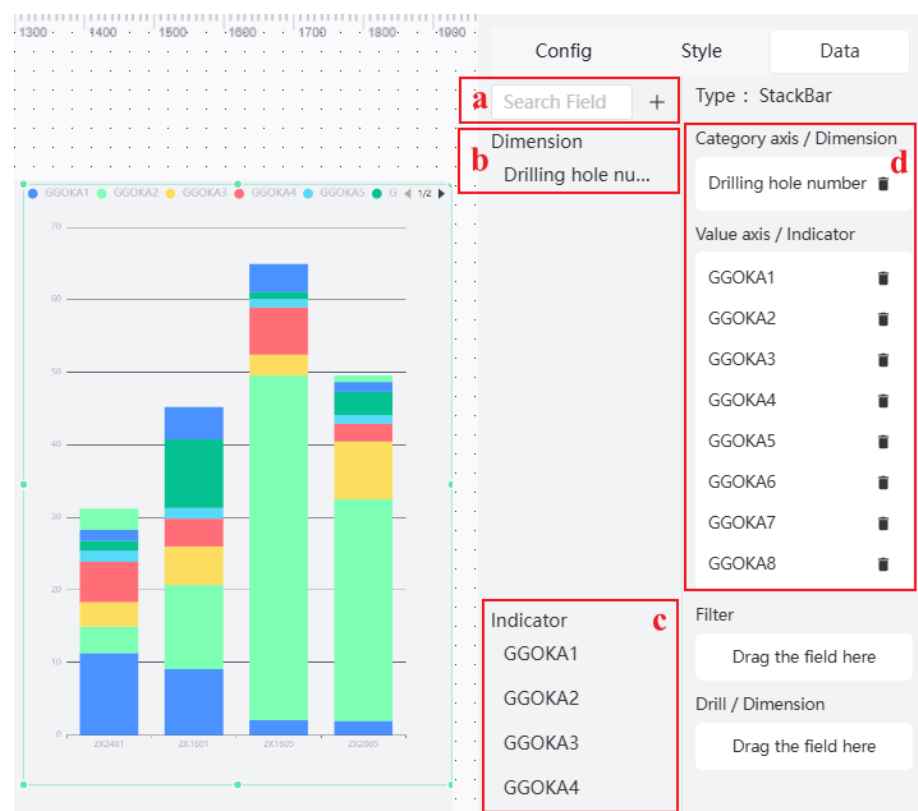 1300 1400 1500 1600 1700 1800 1900
Config Style Data
a Search Field +
Type : StackBar
b Dimension
Drilling hole nu...
Category axis / Dimension
d
Drilling hole number
Value axis / Indicator
GGOKA1
GGOKA2
GGOKA3
GGOKA4
GGOKA5
GGOKA6
GGOKA7
GGOKA8
Filter
Drag the field here
Drill / Dimension
Drag the field here
Indicator c
GGOKA1
GGOKA2
GGOKA3
GGOKA4
GGOKA1 GGOKA2 GGOKA3 GGOKA4 GGOKA5 G 1/2
70
60
50
40
30
20
10
0
ZK2401 ZK1601 ZK1605 ZK2005